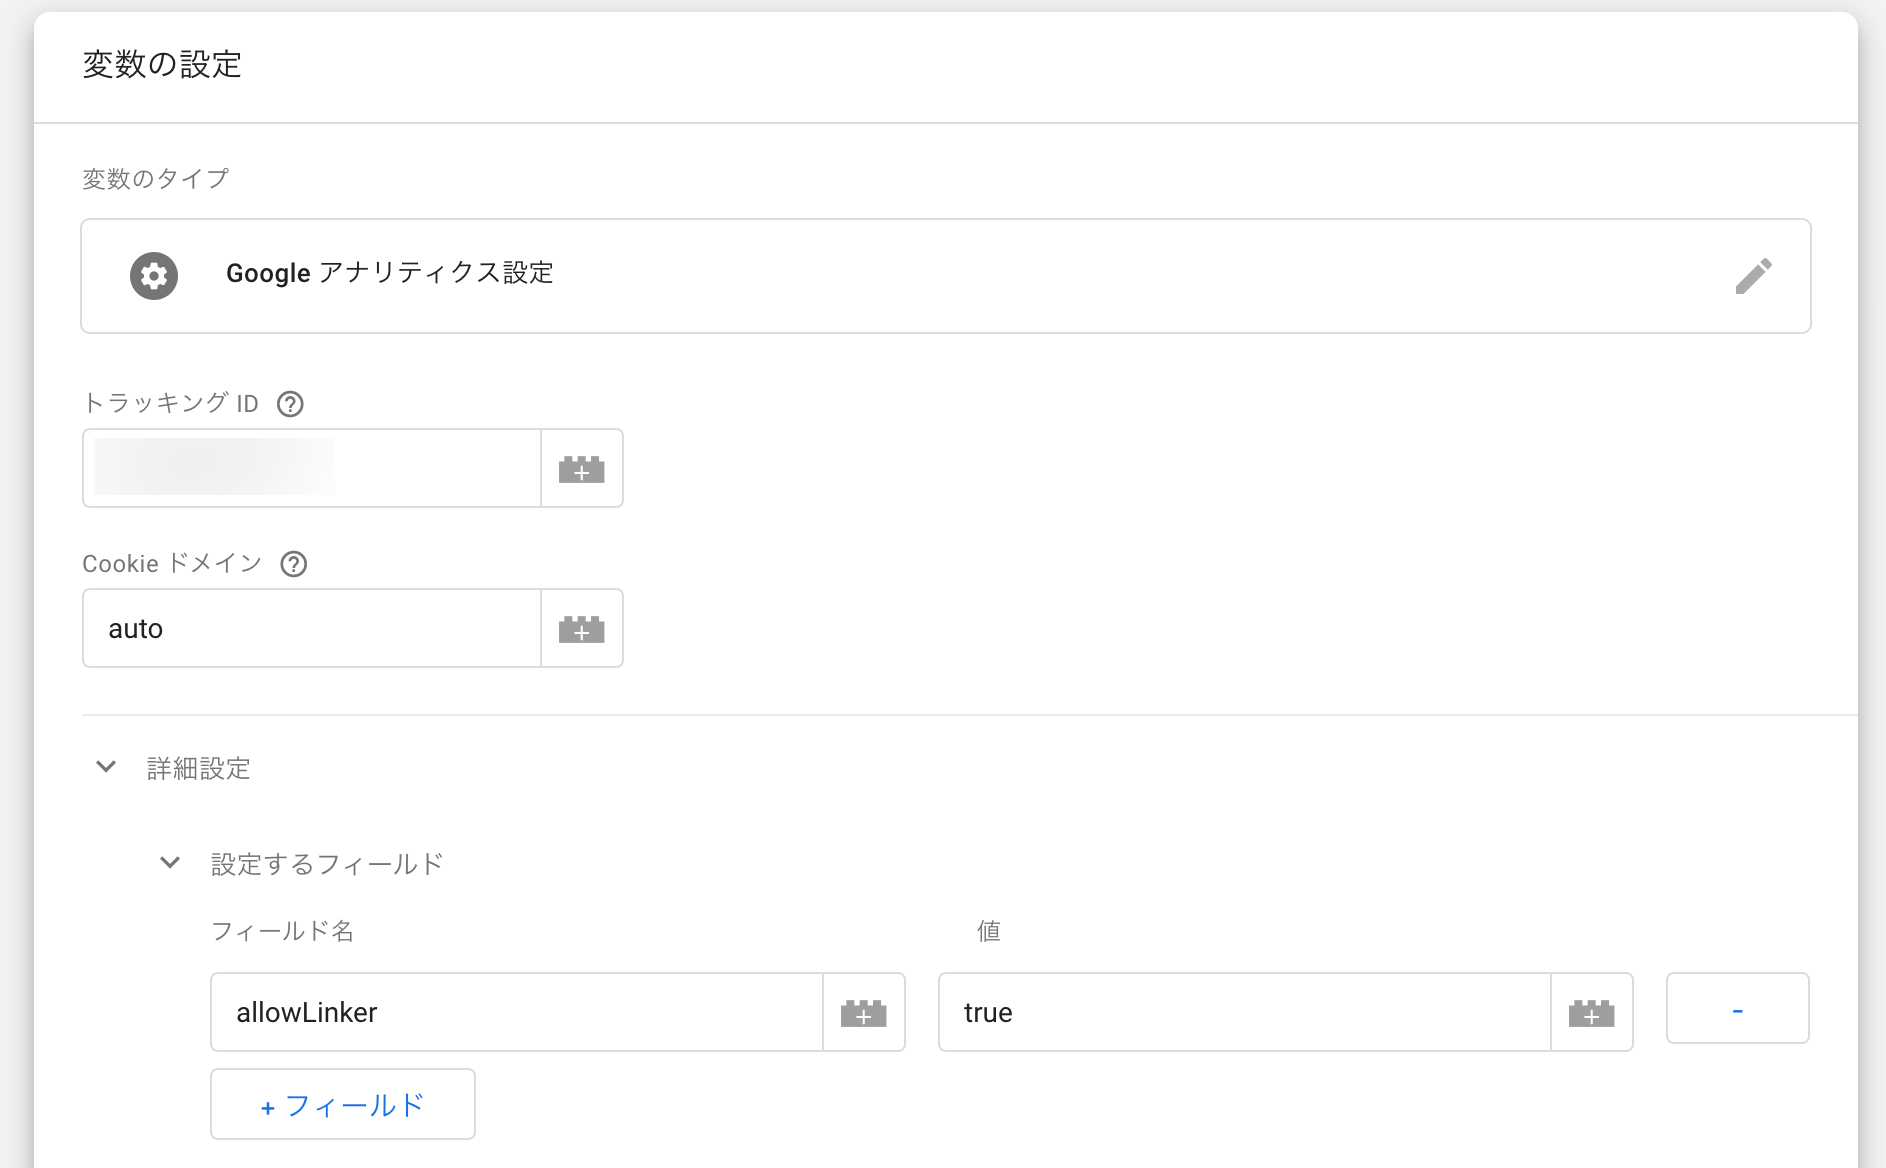 変数の設定
変数のタイプ
Google アナリティクス設定
トラッキング ID
Cookie ドメイン
auto
詳細設定
設定するフィールド
フィールド名 値
allowLinker true -
+ フィールド